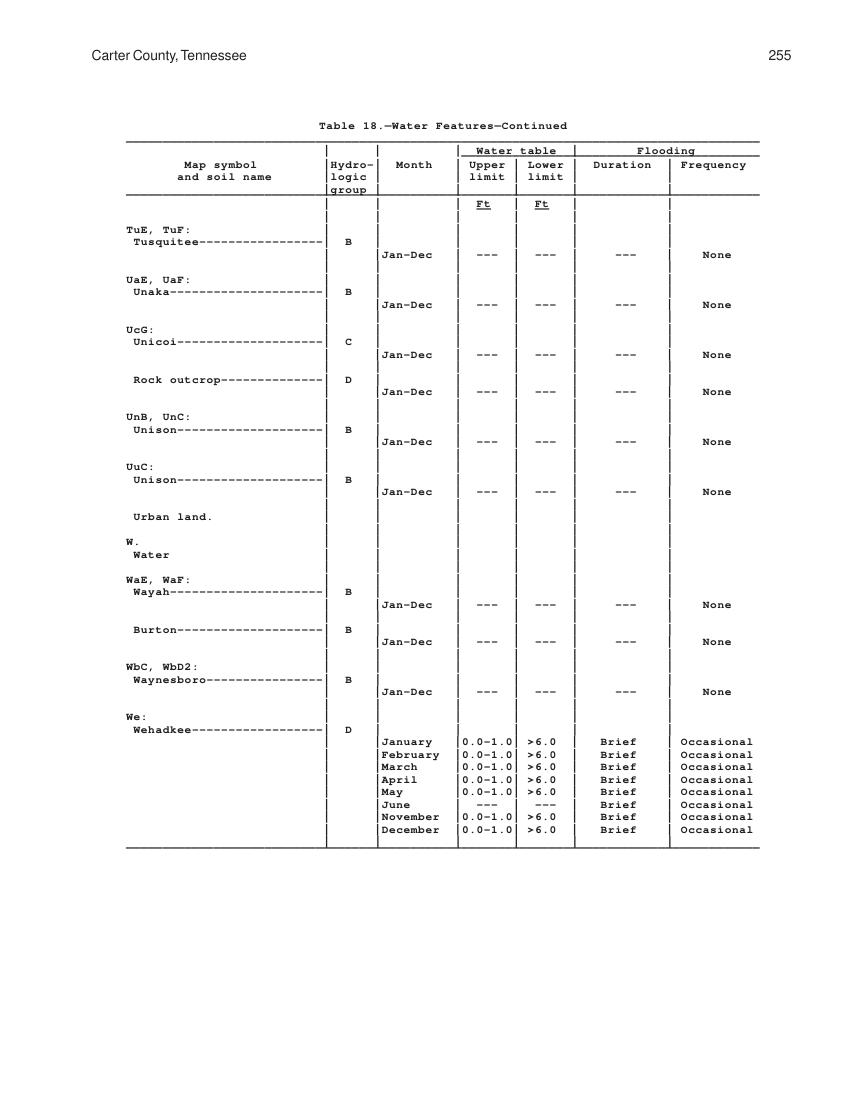 Carter County, Tennessee 255
Table 18.—Water Features—Continued
Water table Flooding
Map symbol Hydro- Month Upper Lower Duration Frequency
and soil name logic limit limit
group
Ft Ft
TuE, TuF:
Tusquitee----------------- B
Jan-Dec --- --- --- None
UaE, UaF:
Unaka--------------------- B
Jan-Dec --- --- --- None
UcG:
Unicoi-------------------- C
Jan-Dec --- --- --- None
Rock outcrop-------------- D
Jan-Dec --- --- --- None
UnB, UnC:
Unison-------------------- B
Jan-Dec --- --- --- None
UuC:
Unison-------------------- B
Jan-Dec --- --- --- None
Urban land.
W.
Water
WaE, WaF:
Wayah--------------------- B
Jan-Dec --- --- --- None
Burton-------------------- B
Jan-Dec --- --- --- None
WbC, WbD2:
Waynesboro---------------- B
Jan-Dec --- --- --- None
We:
Wehadkee------------------ D
January 0.0-1.0 >6.0 Brief Occasional
February 0.0-1.0 >6.0 Brief Occasional
March 0.0-1.0 >6.0 Brief Occasional
April 0.0-1.0 >6.0 Brief Occasional
May 0.0-1.0 >6.0 Brief Occasional
June --- --- Brief Occasional
November 0.0-1.0 >6.0 Brief Occasional
December 0.0-1.0 >6.0 Brief Occasional